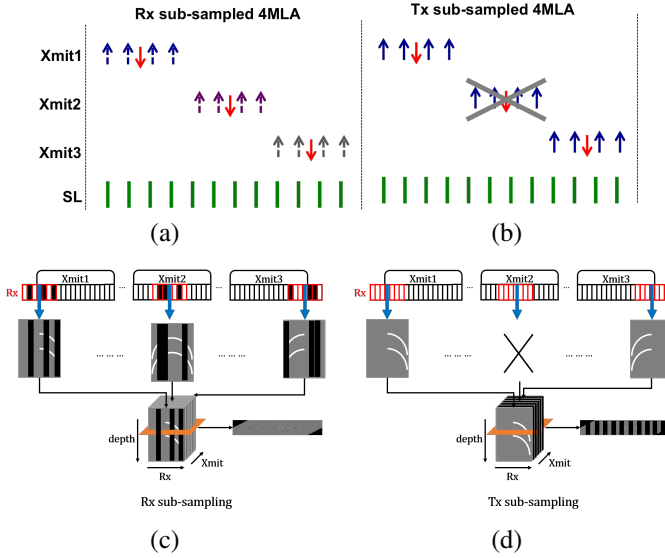 Rx sub-sampled 4MLA
Tx sub-sampled 4MLA
Xmit1
Xmit2
Xmit3
SL
(a)
(b)
Xmit1
...
Xmit2
...
Xmit3
Rx
... ... ...
... ... ...
depth
Xmit
Rx
Rx sub-sampling
(c)
Xmit1
...
Xmit2
...
Xmit3
Rx
... ... ...
... ... ...
depth
Xmit
Rx
Tx sub-sampling
(d)